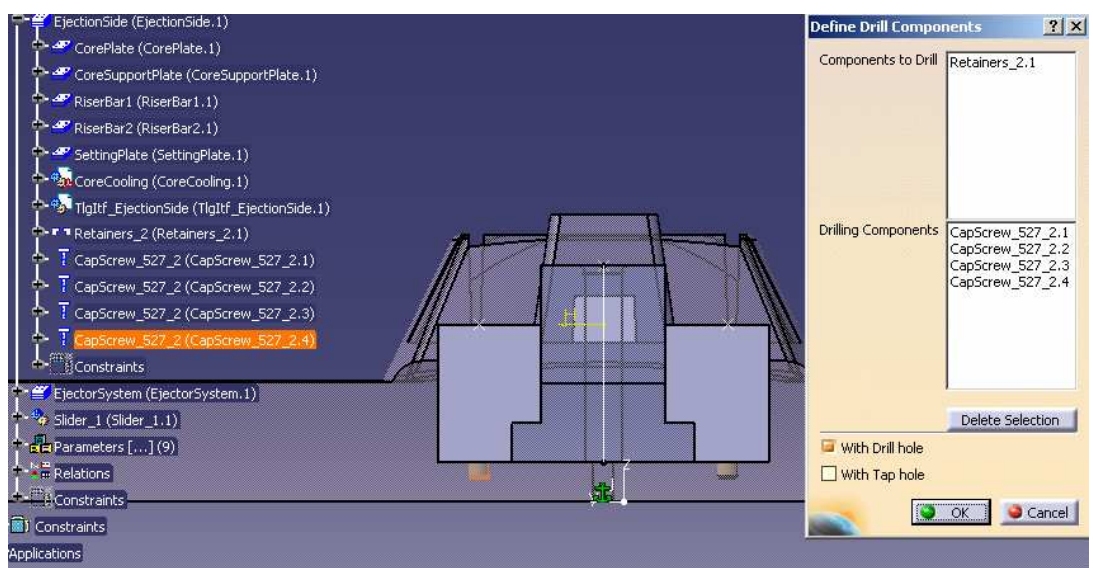 EjectionSide (EjectionSide.1)
CorePlate (CorePlate.1)
CoreSupportPlate (CoreSupportPlate.1)
RiserBar1 (RiserBar1.1)
RiserBar2 (RiserBar2.1)
SettingPlate (SettingPlate.1)
CoreCooling (CoreCooling.1)
TlgItf_EjectionSide (TlgItf_EjectionSide.1)
Retainers_2 (Retainers_2.1)
CapScrew_527_2 (CapScrew_527_2.1)
CapScrew_527_2 (CapScrew_527_2.2)
CapScrew_527_2 (CapScrew_527_2.3)
CapScrew_527_2 (CapScrew_527_2.4)
Constraints
EjectorSystem (EjectorSystem.1)
Slider_1 (Slider_1.1)
Parameters [...] (9)
Relations
Constraints
Constraints
Applications
H
Z
Define Drill Components
Components to Drill
Retainers_2.1
Drilling Components
CapScrew_527_2.1
CapScrew_527_2.2
CapScrew_527_2.3
CapScrew_527_2.4
Delete Selection
With Drill hole
With Tap hole
OK
Cancel